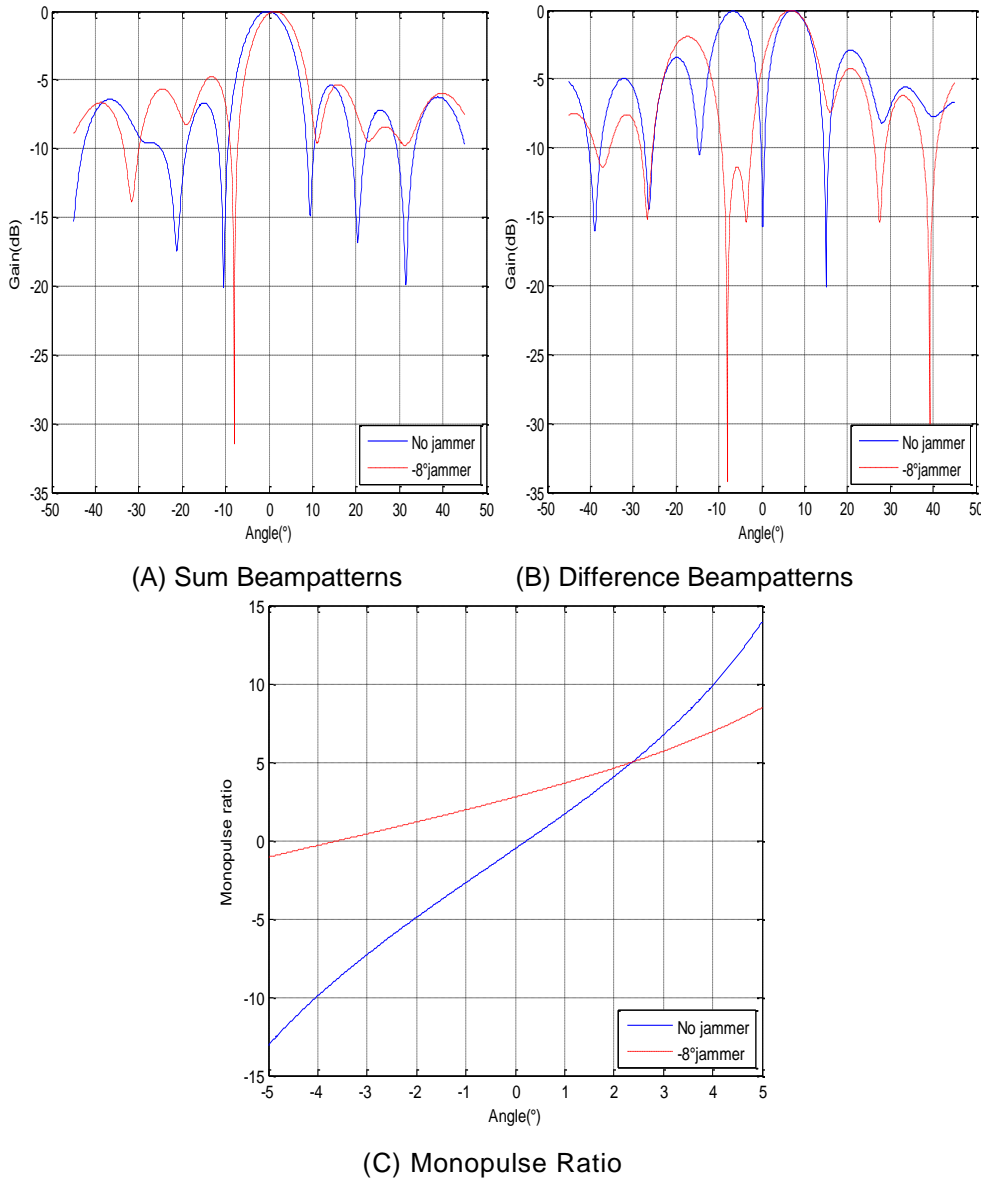 0
-5
-10
-15
-20
-25
-30
-35
Gain(dB)
-50 -40 -30 -20 -10 0 10 20 30 40 50
Angle(°)
No jammer
-8°jammer
0
-5
-10
-15
-20
-25
-30
-35
Gain(dB)
-50 -40 -30 -20 -10 0 10 20 30 40 50
Angle(°)
No jammer
-8°jammer
(A) Sum Beampatterns
(B) Difference Beampatterns
15
10
5
0
-5
-10
-15
Monopulse ratio
-5 -4 -3 -2 -1 0 1 2 3 4 5
Angle(°)
No jammer
-8°jammer
(C) Monopulse Ratio